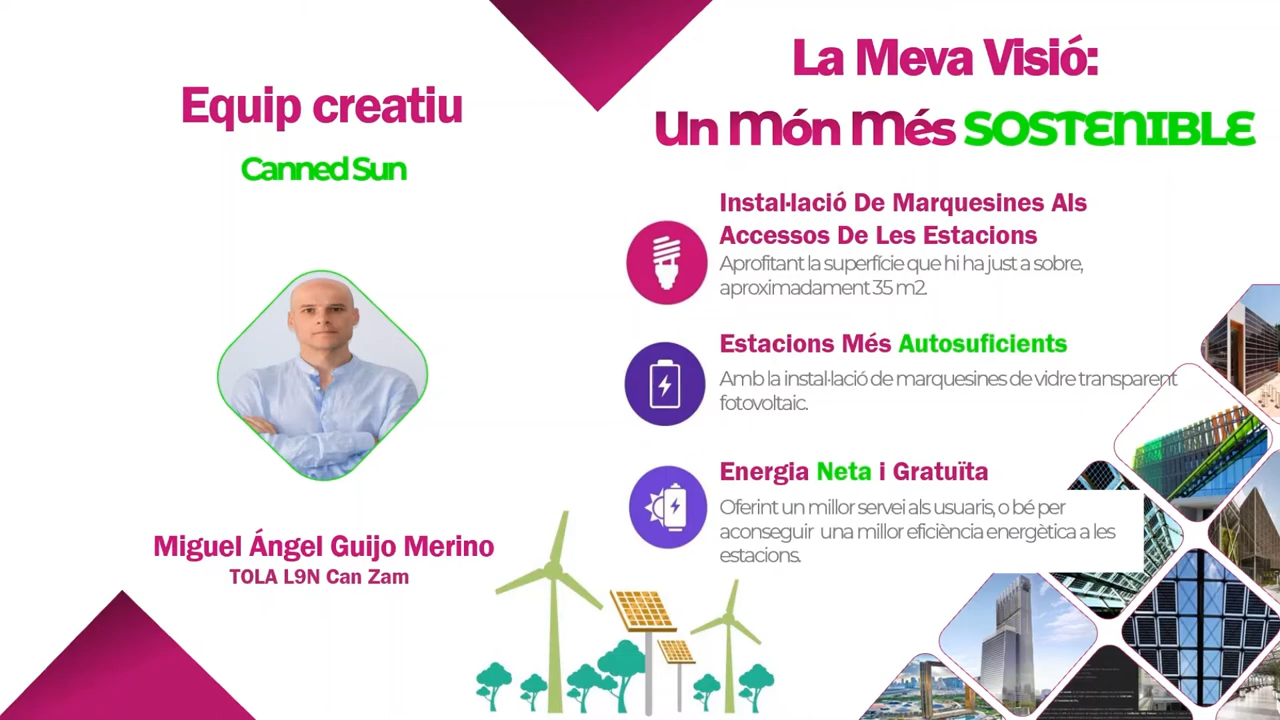 Equip creatiu
Canned Sun
Miguel Ángel Guijo Merino
TOLA L9N Can Zam
La Meva Visió:
Un món més SOSTENIBLE
Instal·lació De Marquesines Als
Accessos De Les Estacions
Aprofitant la superfície que hi ha just a sobre,
aproximadament 35 m2.
Estacions Més Autosuficients
Amb la instal·lació de marquesines de vidre transparent
fotovoltaic.
Energia Neta i Gratuïta
Oferint un millor servei als usuaris, o bé per
aconseguir una millor eficiència energètica a les
estacions.